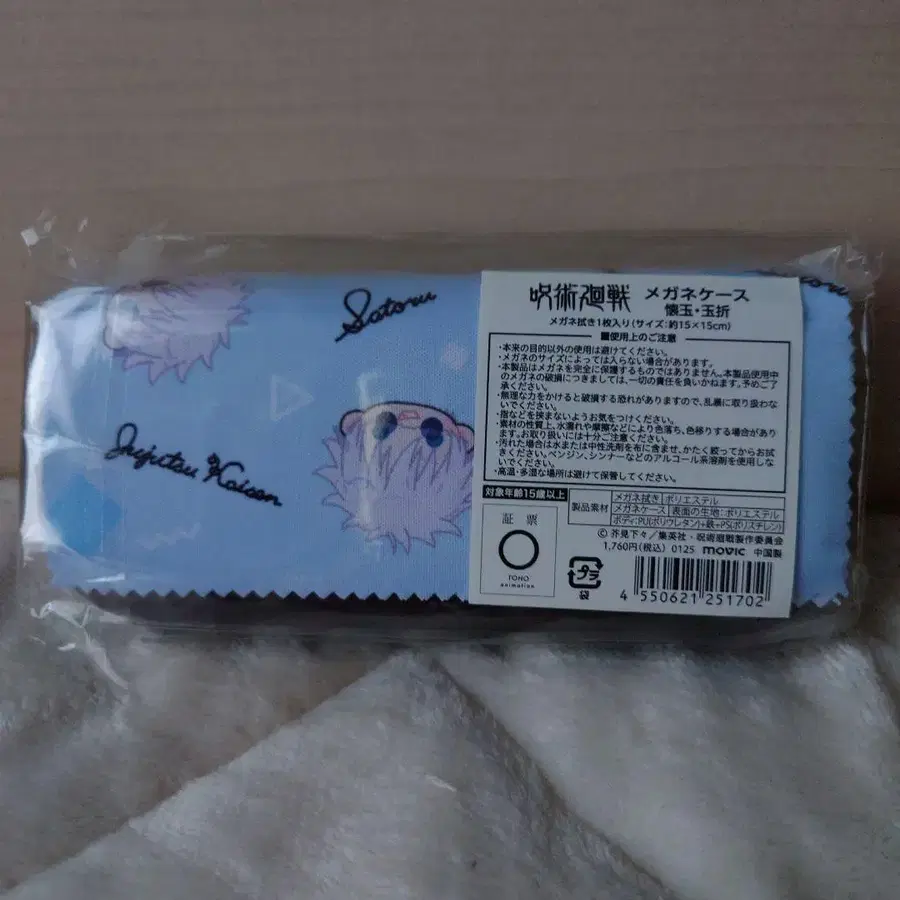 Satoru
Jujutsu Kaisen
呪術廻戦 メガネケース
懐玉・玉折
メガネ拭き1枚入り(サイズ:約15×15cm)
■使用上のご注意
・本来の目的以外の使用は避けてください。
・メガネのサイズによっては入らない場合があります。
・本製品はメガネを完全に保護するものではありません。本製品使用中
のメガネの破損につきましては、一切の責任を負いかねます。予めご了
承ください。
・無理な力をかけると破損する恐れがありますので、乱暴に取り扱わな
いでください。
・指などを挟まないようお気をつけください。
・素材の性質上、水濡れや摩擦などにより色落ち、色移りする場合があり
ます。お取り扱いには十分ご注意ください。
・汚れた場合は水または中性洗剤を布に含ませ、かたく絞ってからお拭
きください。ベンジン、シンナーなどのアルコール系溶剤を使用しな
いでください。
・高温・多湿な場所は避けて保管してください。
対象年齢15歳以上
製品素材
メガネ拭き ポリエステル
メガネケース 表面の生地:ポリエステル
ボディ:PU(ポリウレタン)+鉄+PS(ポリスチレン)
証票
TOHO
animation
© 芥見下々/集英社・呪術廻戦製作委員会
1,760円(税込) 0125 movic 中国製
プラ
袋
4 550621 251702